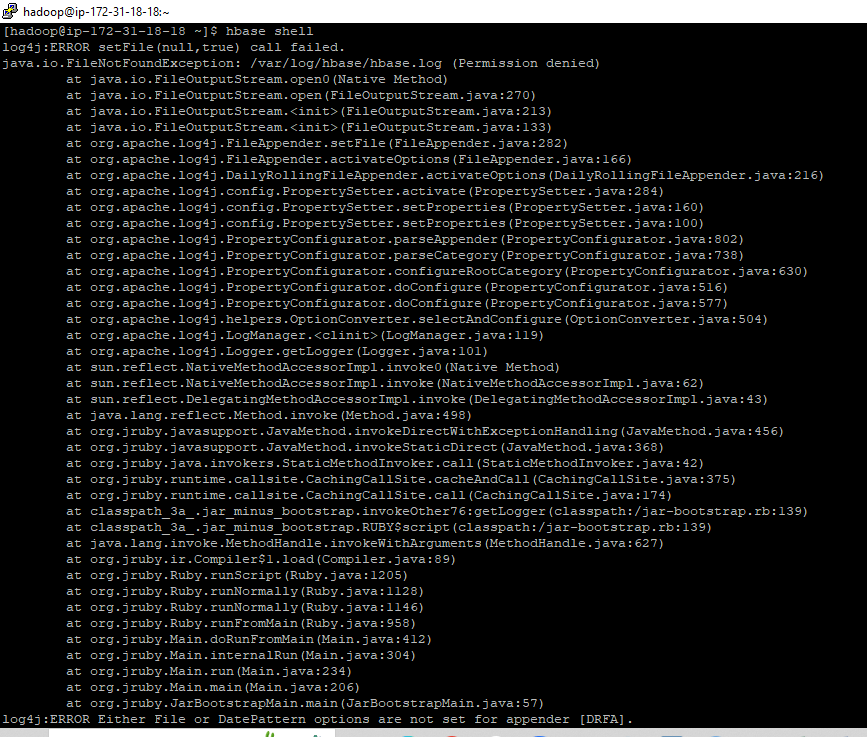 hadoop@ip-172-31-18-18:~
[hadoop@ip-172-31-18-18 ~]$ hbase shell
log4j:ERROR setFile(null,true) call failed.
java.io.FileNotFoundException: /var/log/hbase/hbase.log (Permission denied)
        at java.io.FileOutputStream.open0(Native Method)
        at java.io.FileOutputStream.open(FileOutputStream.java:270)
        at java.io.FileOutputStream.<init>(FileOutputStream.java:213)
        at java.io.FileOutputStream.<init>(FileOutputStream.java:133)
        at org.apache.log4j.FileAppender.setFile(FileAppender.java:282)
        at org.apache.log4j.FileAppender.activateOptions(FileAppender.java:166)
        at org.apache.log4j.DailyRollingFileAppender.activateOptions(DailyRollingFileAppender.java:216)
        at org.apache.log4j.config.PropertySetter.activate(PropertySetter.java:284)
        at org.apache.log4j.config.PropertySetter.setProperties(PropertySetter.java:160)
        at org.apache.log4j.config.PropertySetter.setProperties(PropertySetter.java:100)
        at org.apache.log4j.PropertyConfigurator.parseAppender(PropertyConfigurator.java:802)
        at org.apache.log4j.PropertyConfigurator.parseCategory(PropertyConfigurator.java:738)
        at org.apache.log4j.PropertyConfigurator.configureRootCategory(PropertyConfigurator.java:630)
        at org.apache.log4j.PropertyConfigurator.doConfigure(PropertyConfigurator.java:516)
        at org.apache.log4j.PropertyConfigurator.doConfigure(PropertyConfigurator.java:577)
        at org.apache.log4j.helpers.OptionConverter.selectAndConfigure(OptionConverter.java:504)
        at org.apache.log4j.LogManager.<clinit>(LogManager.java:119)
        at org.apache.log4j.Logger.getLogger(Logger.java:101)
        at sun.reflect.NativeMethodAccessorImpl.invoke0(Native Method)
        at sun.reflect.NativeMethodAccessorImpl.invoke(NativeMethodAccessorImpl.java:62)
        at sun.reflect.DelegatingMethodAccessorImpl.invoke(DelegatingMethodAccessorImpl.java:43)
        at java.lang.reflect.Method.invoke(Method.java:498)
        at org.jruby.javasupport.JavaMethod.invokeDirectWithExceptionHandling(JavaMethod.java:456)
        at org.jruby.javasupport.JavaMethod.invokeStaticDirect(JavaMethod.java:368)
        at org.jruby.java.invokers.StaticMethodInvoker.call(StaticMethodInvoker.java:42)
        at org.jruby.runtime.callsite.CachingCallSite.cacheAndCall(CachingCallSite.java:375)
        at org.jruby.runtime.callsite.CachingCallSite.call(CachingCallSite.java:174)
        at classpath_3a_.jar_minus_bootstrap.invokeOther76:getLogger(classpath:/jar-bootstrap.rb:139)
        at classpath_3a_.jar_minus_bootstrap.RUBY$script(classpath:/jar-bootstrap.rb:139)
        at java.lang.invoke.MethodHandle.invokeWithArguments(MethodHandle.java:627)
        at org.jruby.ir.Compiler$1.load(Compiler.java:89)
        at org.jruby.Ruby.runScript(Ruby.java:1205)
        at org.jruby.Ruby.runNormally(Ruby.java:1128)
        at org.jruby.Ruby.runNormally(Ruby.java:1146)
        at org.jruby.Ruby.runFromMain(Ruby.java:958)
        at org.jruby.Main.doRunFromMain(Main.java:412)
        at org.jruby.Main.internalRun(Main.java:304)
        at org.jruby.Main.run(Main.java:234)
        at org.jruby.Main.main(Main.java:206)
        at org.jruby.JarBootstrapMain.main(JarBootstrapMain.java:57)
log4j:ERROR Either File or DatePattern options are not set for appender [DRFA].